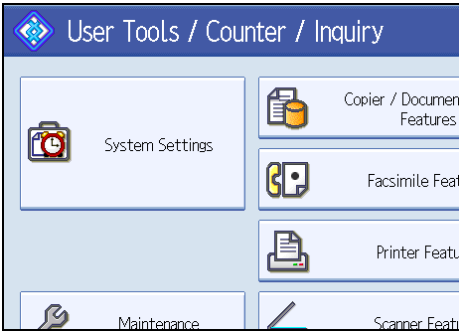 User Tools / Counter / Inquiry
System Settings
Copier / Documen
Features
Facsimile Feat
Printer Featu
Maintenance
Scanner Featu